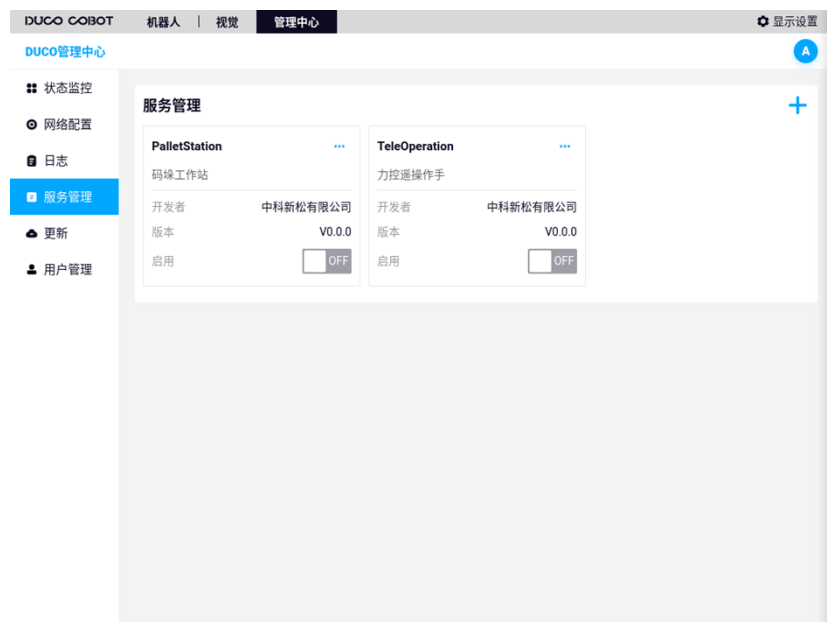 DUCO COBOT 机器人 视觉 管理中心 显示设置
DUCO管理中心 A
状态监控
网络配置
日志
服务管理
更新
用户管理
服务管理
PalletStation
码垛工作站
开发者 中科新松有限公司
版本 V0.0.0
启用 OFF
TeleOperation
力控遥操作手
开发者 中科新松有限公司
版本 V0.0.0
启用 OFF